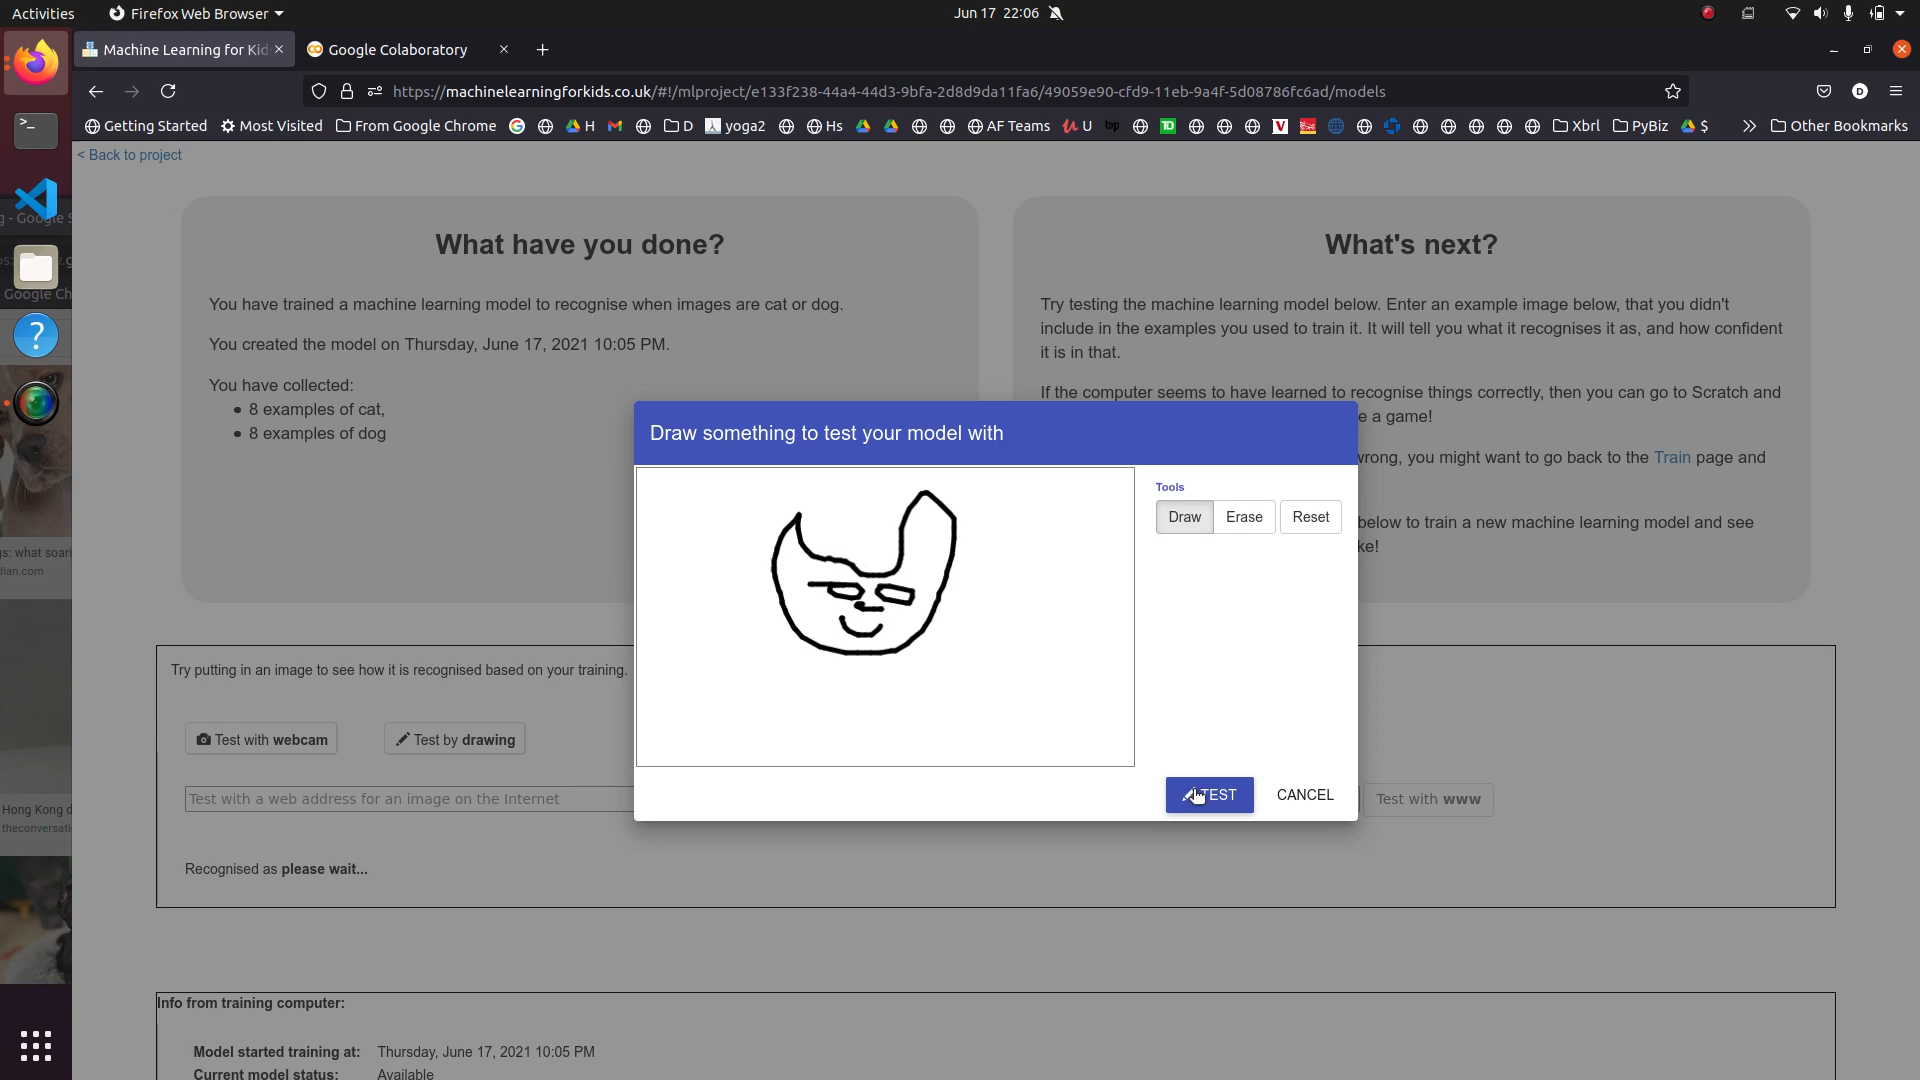 Activities
Firefox Web Browser
Jun 17 22:06
Machine Learning for Kid
Google Colaboratory
https://machinelearningforkids.co.uk/#!/mlproject/e133f238-44a4-44d3-9bfa-2d8d9da11fa6/49059e90-cfd9-11eb-9a4f-5d08786fc6ad/models
Getting Started
Most Visited
From Google Chrome
H
D
yoga2
Hs
AF Teams
U
Xbrl
PyBiz
$
Other Bookmarks
< Back to project
What have you done?
You have trained a machine learning model to recognise when images are cat or dog.
You created the model on Thursday, June 17, 2021 10:05 PM.
You have collected:
8 examples of cat,
8 examples of dog
What's next?
Try testing the machine learning model below. Enter an example image below, that you didn't
include in the examples you used to train it. It will tell you what it recognises it as, and how confident
it is in that.
If the computer seems to have learned to recognise things correctly, then you can go to Scratch and
e a game!
wrong, you might want to go back to the Train page and
below to train a new machine learning model and see
ke!
Draw something to test your model with
Tools
Draw
Erase
Reset
TEST
CANCEL
Try putting in an image to see how it is recognised based on your training.
Test with webcam
Test by drawing
Test with a web address for an image on the Internet
Test with www
Recognised as please wait...
Info from training computer:
Model started training at: Thursday, June 17, 2021 10:05 PM
Current model status: Available
g - Google S
Google Ch
gs: what soari
dian.com
Hong Kong d
theconversati